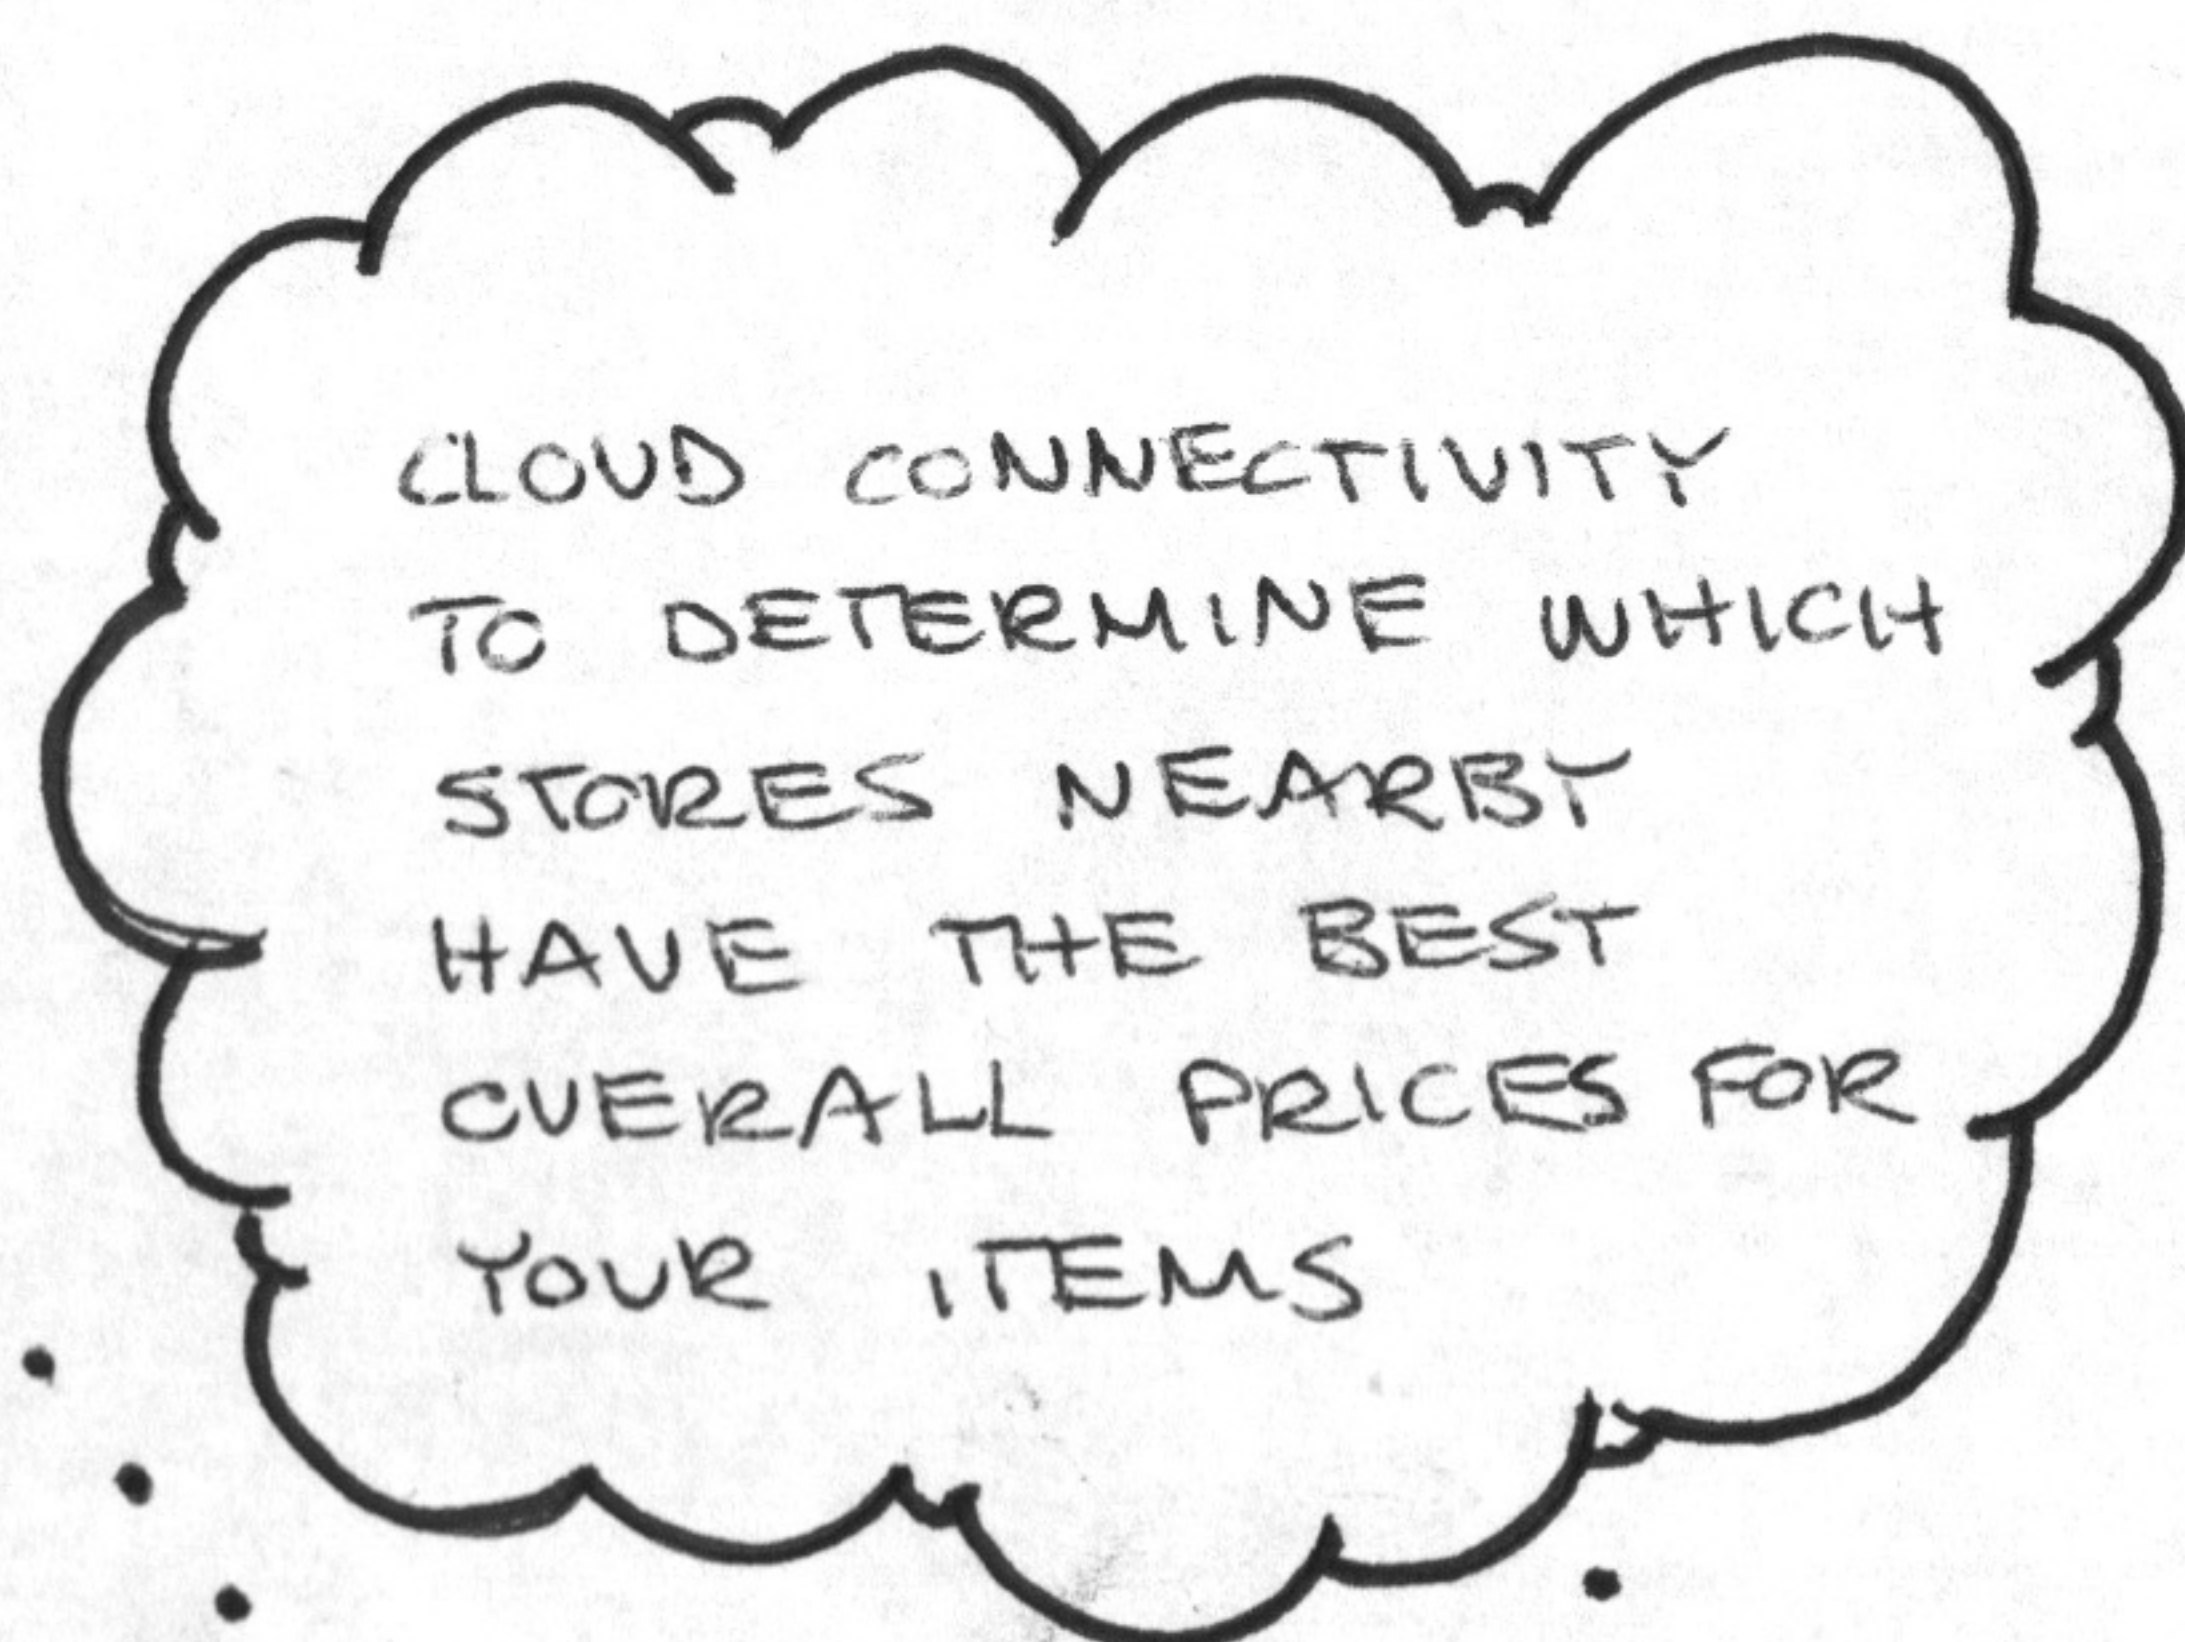 CLOUD CONNECTIVITY
TO DETERMINE WHICH
STORES NEARBY
HAVE THE BEST
OVERALL PRICES FOR
YOUR ITEMS